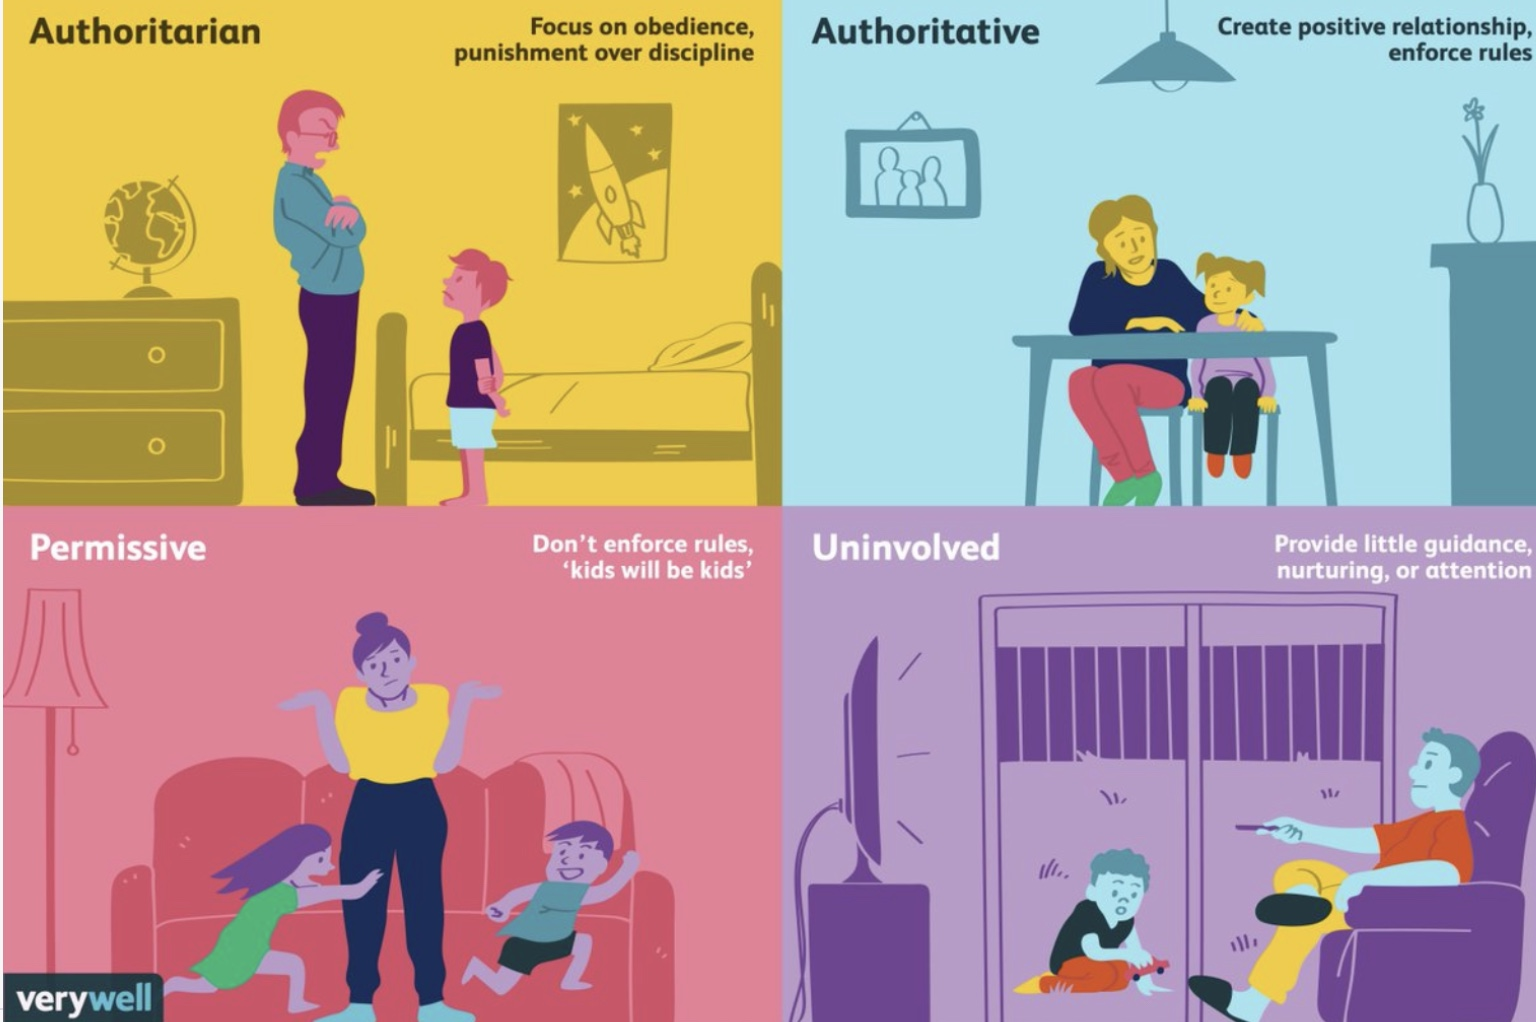 Authoritarian
Focus on obedience,
punishment over discipline
Authoritative
Create positive relationship,
enforce rules
Permissive
Don’t enforce rules,
‘kids will be kids’
Uninvolved
Provide little guidance,
nurturing, or attention
verywell